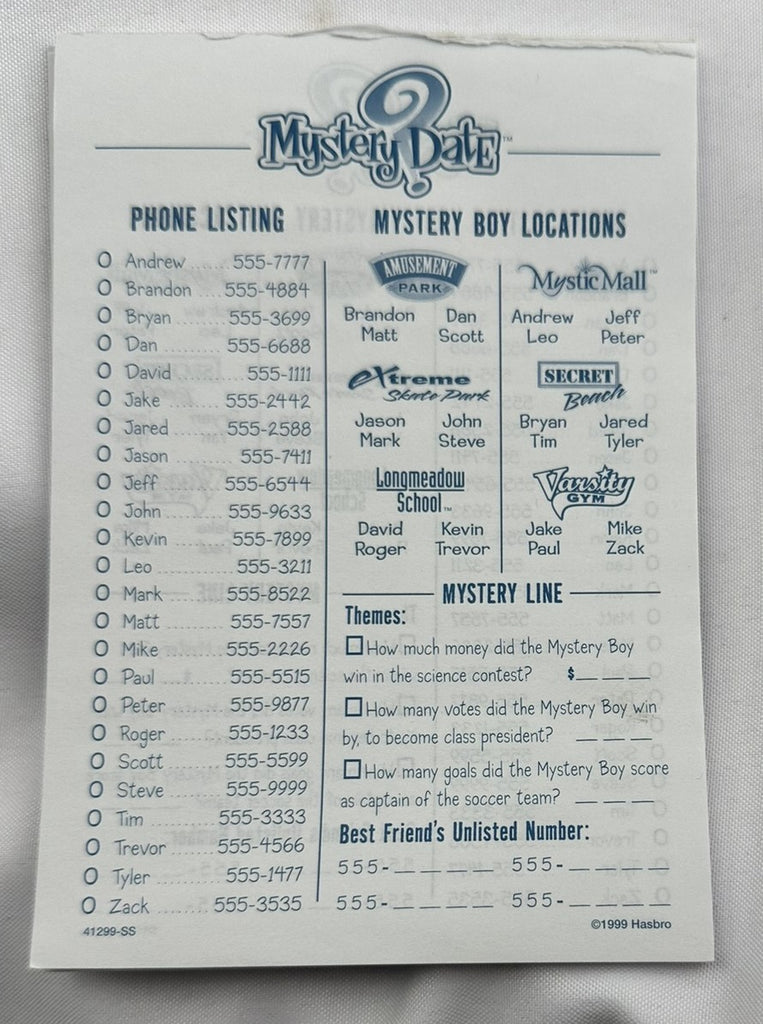 Mystery Date™
PHONE LISTING
O Andrew ...... 555-7777
O Brandon .... 555-4884
O Bryan ........ 555-3699
O Dan .......... 555-6688
O David ........ 555-1111
O Jake ......... 555-2442
O Jared ........ 555-2588
O Jason ........ 555-7411
O Jeff .......... 555-6544
O John ......... 555-9633
O Kevin ........ 555-7899
O Leo .......... 555-3211
O Mark ......... 555-8522
O Matt ......... 555-7557
O Mike ......... 555-2226
O Paul .......... 555-5515
O Peter ........ 555-9877
O Roger ........ 555-1233
O Scott ........ 555-5599
O Steve ........ 555-9999
O Tim ........... 555-3333
O Trevor ....... 555-4566
O Tyler ......... 555-1477
O Zack ......... 555-3535
41299-SS
MYSTERY BOY LOCATIONS
AMUSEMENT
PARK
Brandon Dan
Matt Scott
Mystic Mall™
Andrew Jeff
Leo Peter
eXtreme
Skate Park
Jason John
Mark Steve
SECRET
Beach
Bryan Jared
Tim Tyler
Longmeadow
School™
David Kevin
Roger Trevor
Varsity
GYM
Jake Mike
Paul Zack
MYSTERY LINE
Themes:
How much money did the Mystery Boy
win in the science contest? $_ _ _
How many votes did the Mystery Boy win
by, to become class president? _ _ _
How many goals did the Mystery Boy score
as captain of the soccer team? _ _ _
Best Friend's Unlisted Number:
555-_ _ _ _ 555-_ _ _ _
555-_ _ _ _ 555-_ _ _ _
©1999 Hasbro